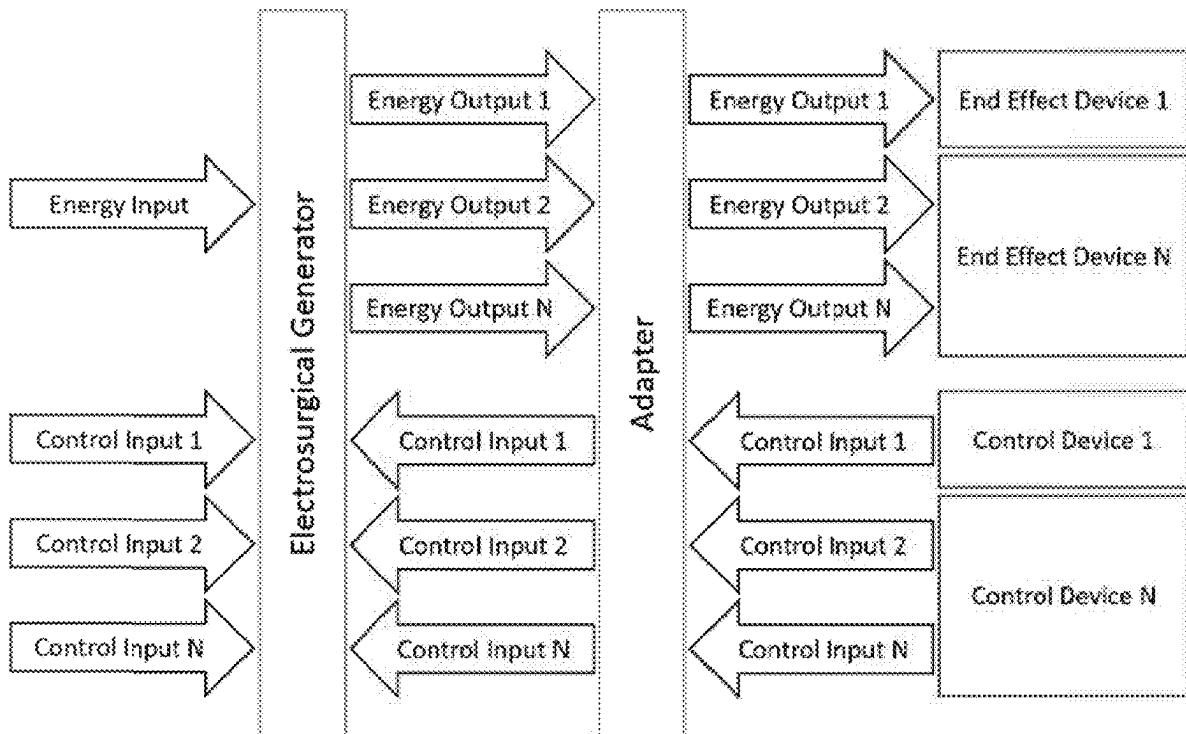 Energy Output 1
Energy Output 1
End Effect Device 1
Energy Input
Energy Output 2
Energy Output 2
End Effect Device N
Energy Output N
Energy Output N
Electrosurgical Generator
Adapter
Control Input 1
Control Input 1
Control Input 1
Control Device 1
Control Input 2
Control Input 2
Control Input 2
Control Device N
Control Input N
Control Input N
Control Input N